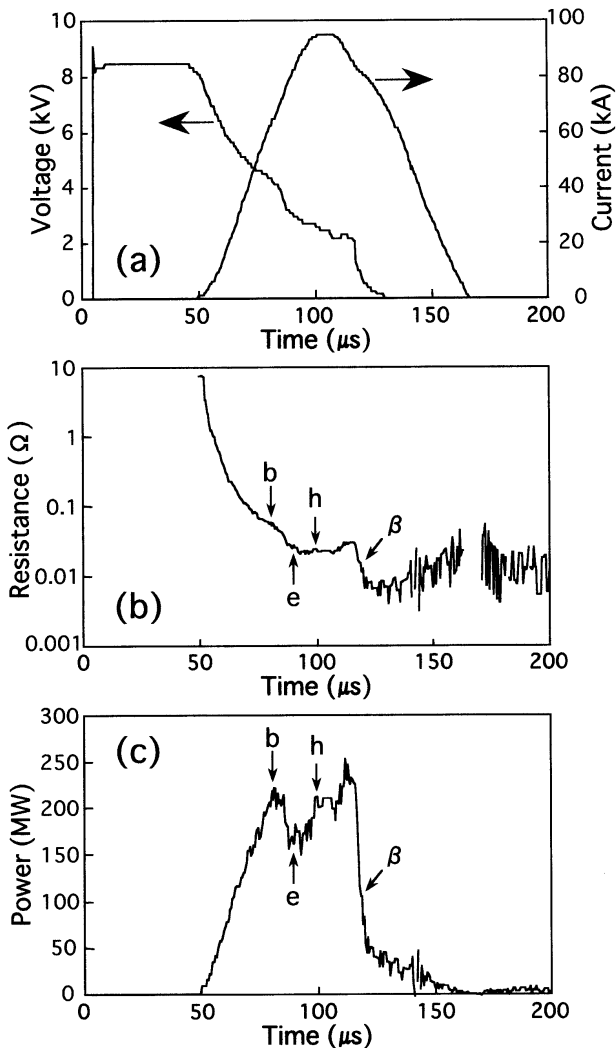 10
8
6
4
2
0
Voltage (kV)
100
80
60
40
20
0
Current (kA)
(a)
0
50
100
150
200
Time (μs)
10
1
0.1
0.01
0.001
Resistance (Ω)
b
h
β
e
(b)
0
50
100
150
200
Time (μs)
300
250
200
150
100
50
0
Power (MW)
(c)
b
h
β
e
0
50
100
150
200
Time (μs)